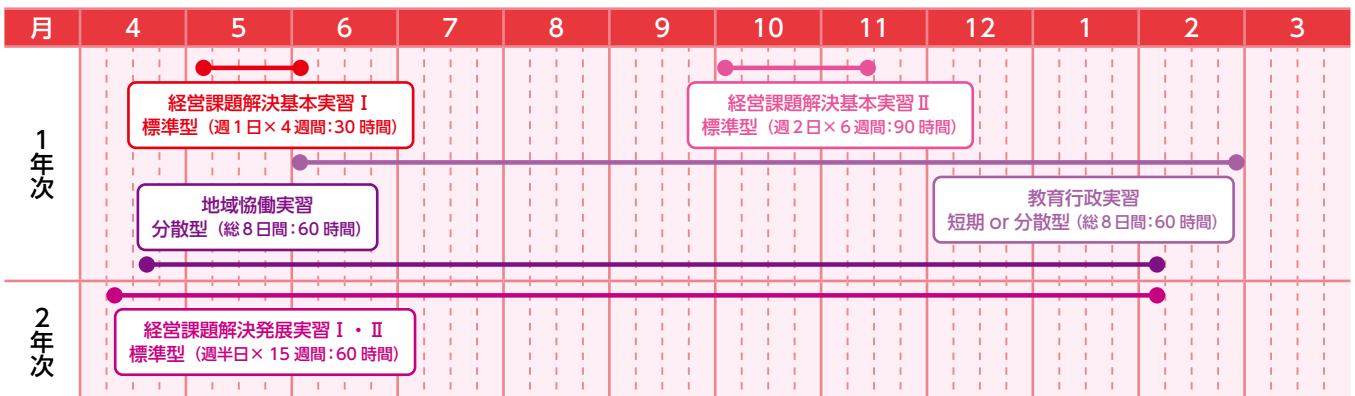 月 4 5 6 7 8 9 10 11 12 1 2 3
1年次
経営課題解決基本実習Ⅰ
標準型（週1日×4週間：30時間）
経営課題解決基本実習Ⅱ
標準型（週2日×6週間：90時間）
地域協働実習
分散型（総8日間：60時間）
教育行政実習
短期 or 分散型（総8日間：60時間）
2年次
経営課題解決発展実習Ⅰ・Ⅱ
標準型（週半日×15週間：60時間）